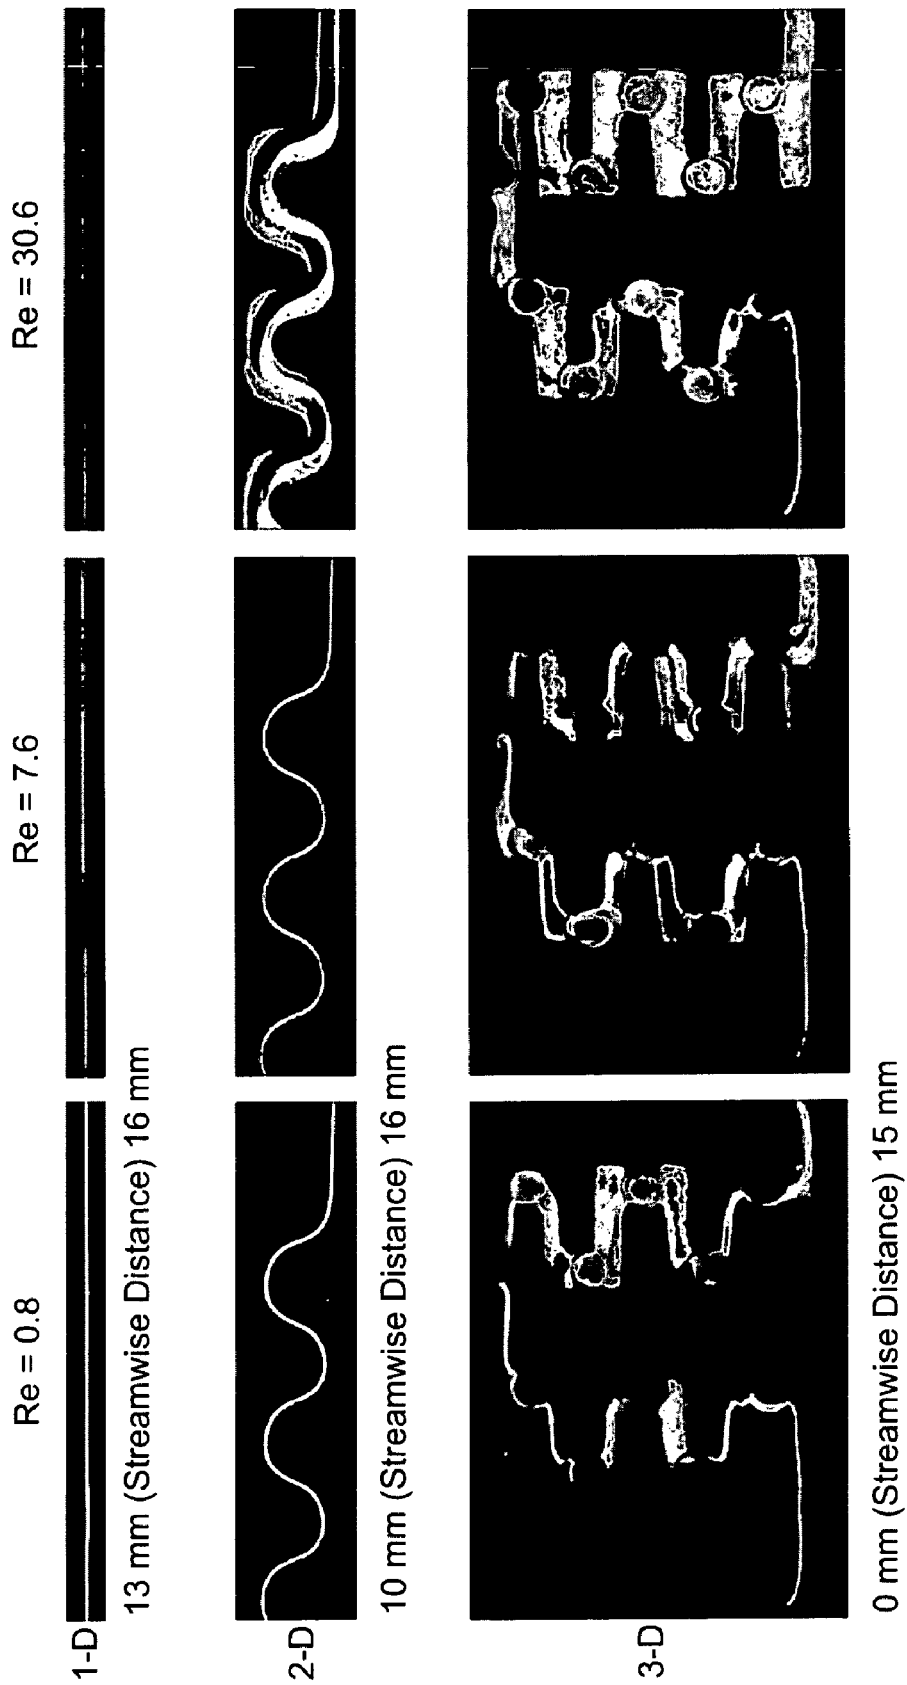 Re = 0.8
Re = 7.6
Re = 30.6
1-D
13 mm (Streamwise Distance) 16 mm
2-D
10 mm (Streamwise Distance) 16 mm
3-D
0 mm (Streamwise Distance) 15 mm